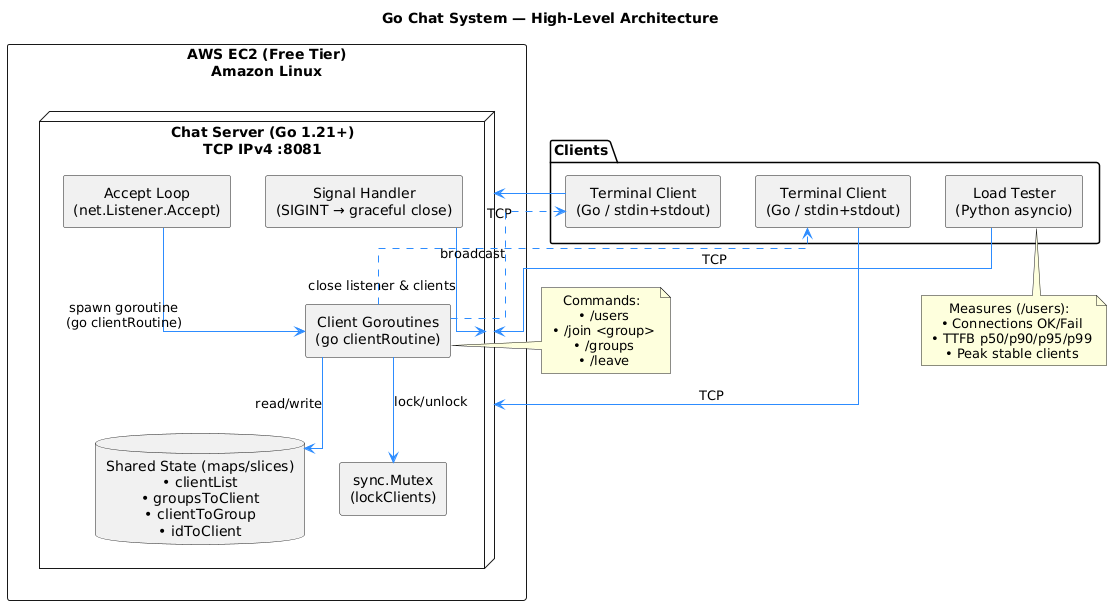 Go Chat System — High-Level Architecture
AWS EC2 (Free Tier)
Amazon Linux
Chat Server (Go 1.21+)
TCP IPv4 :8081
Accept Loop
(net.Listener.Accept)
Signal Handler
(SIGINT → graceful close)
Clients
Terminal Client
(Go / stdin+stdout)
Terminal Client
(Go / stdin+stdout)
Load Tester
(Python asyncio)
TCP
broadcast
TCP
close listener & clients
spawn goroutine
(go clientRoutine)
Client Goroutines
(go clientRoutine)
Commands:
• /users
• /join <group>
• /groups
• /leave
Measures (/users):
• Connections OK/Fail
• TTFB p50/p90/p95/p99
• Peak stable clients
TCP
read/write
lock/unlock
Shared State (maps/slices)
• clientList
• groupsToClient
• clientToGroup
• idToClient
sync.Mutex
(lockClients)